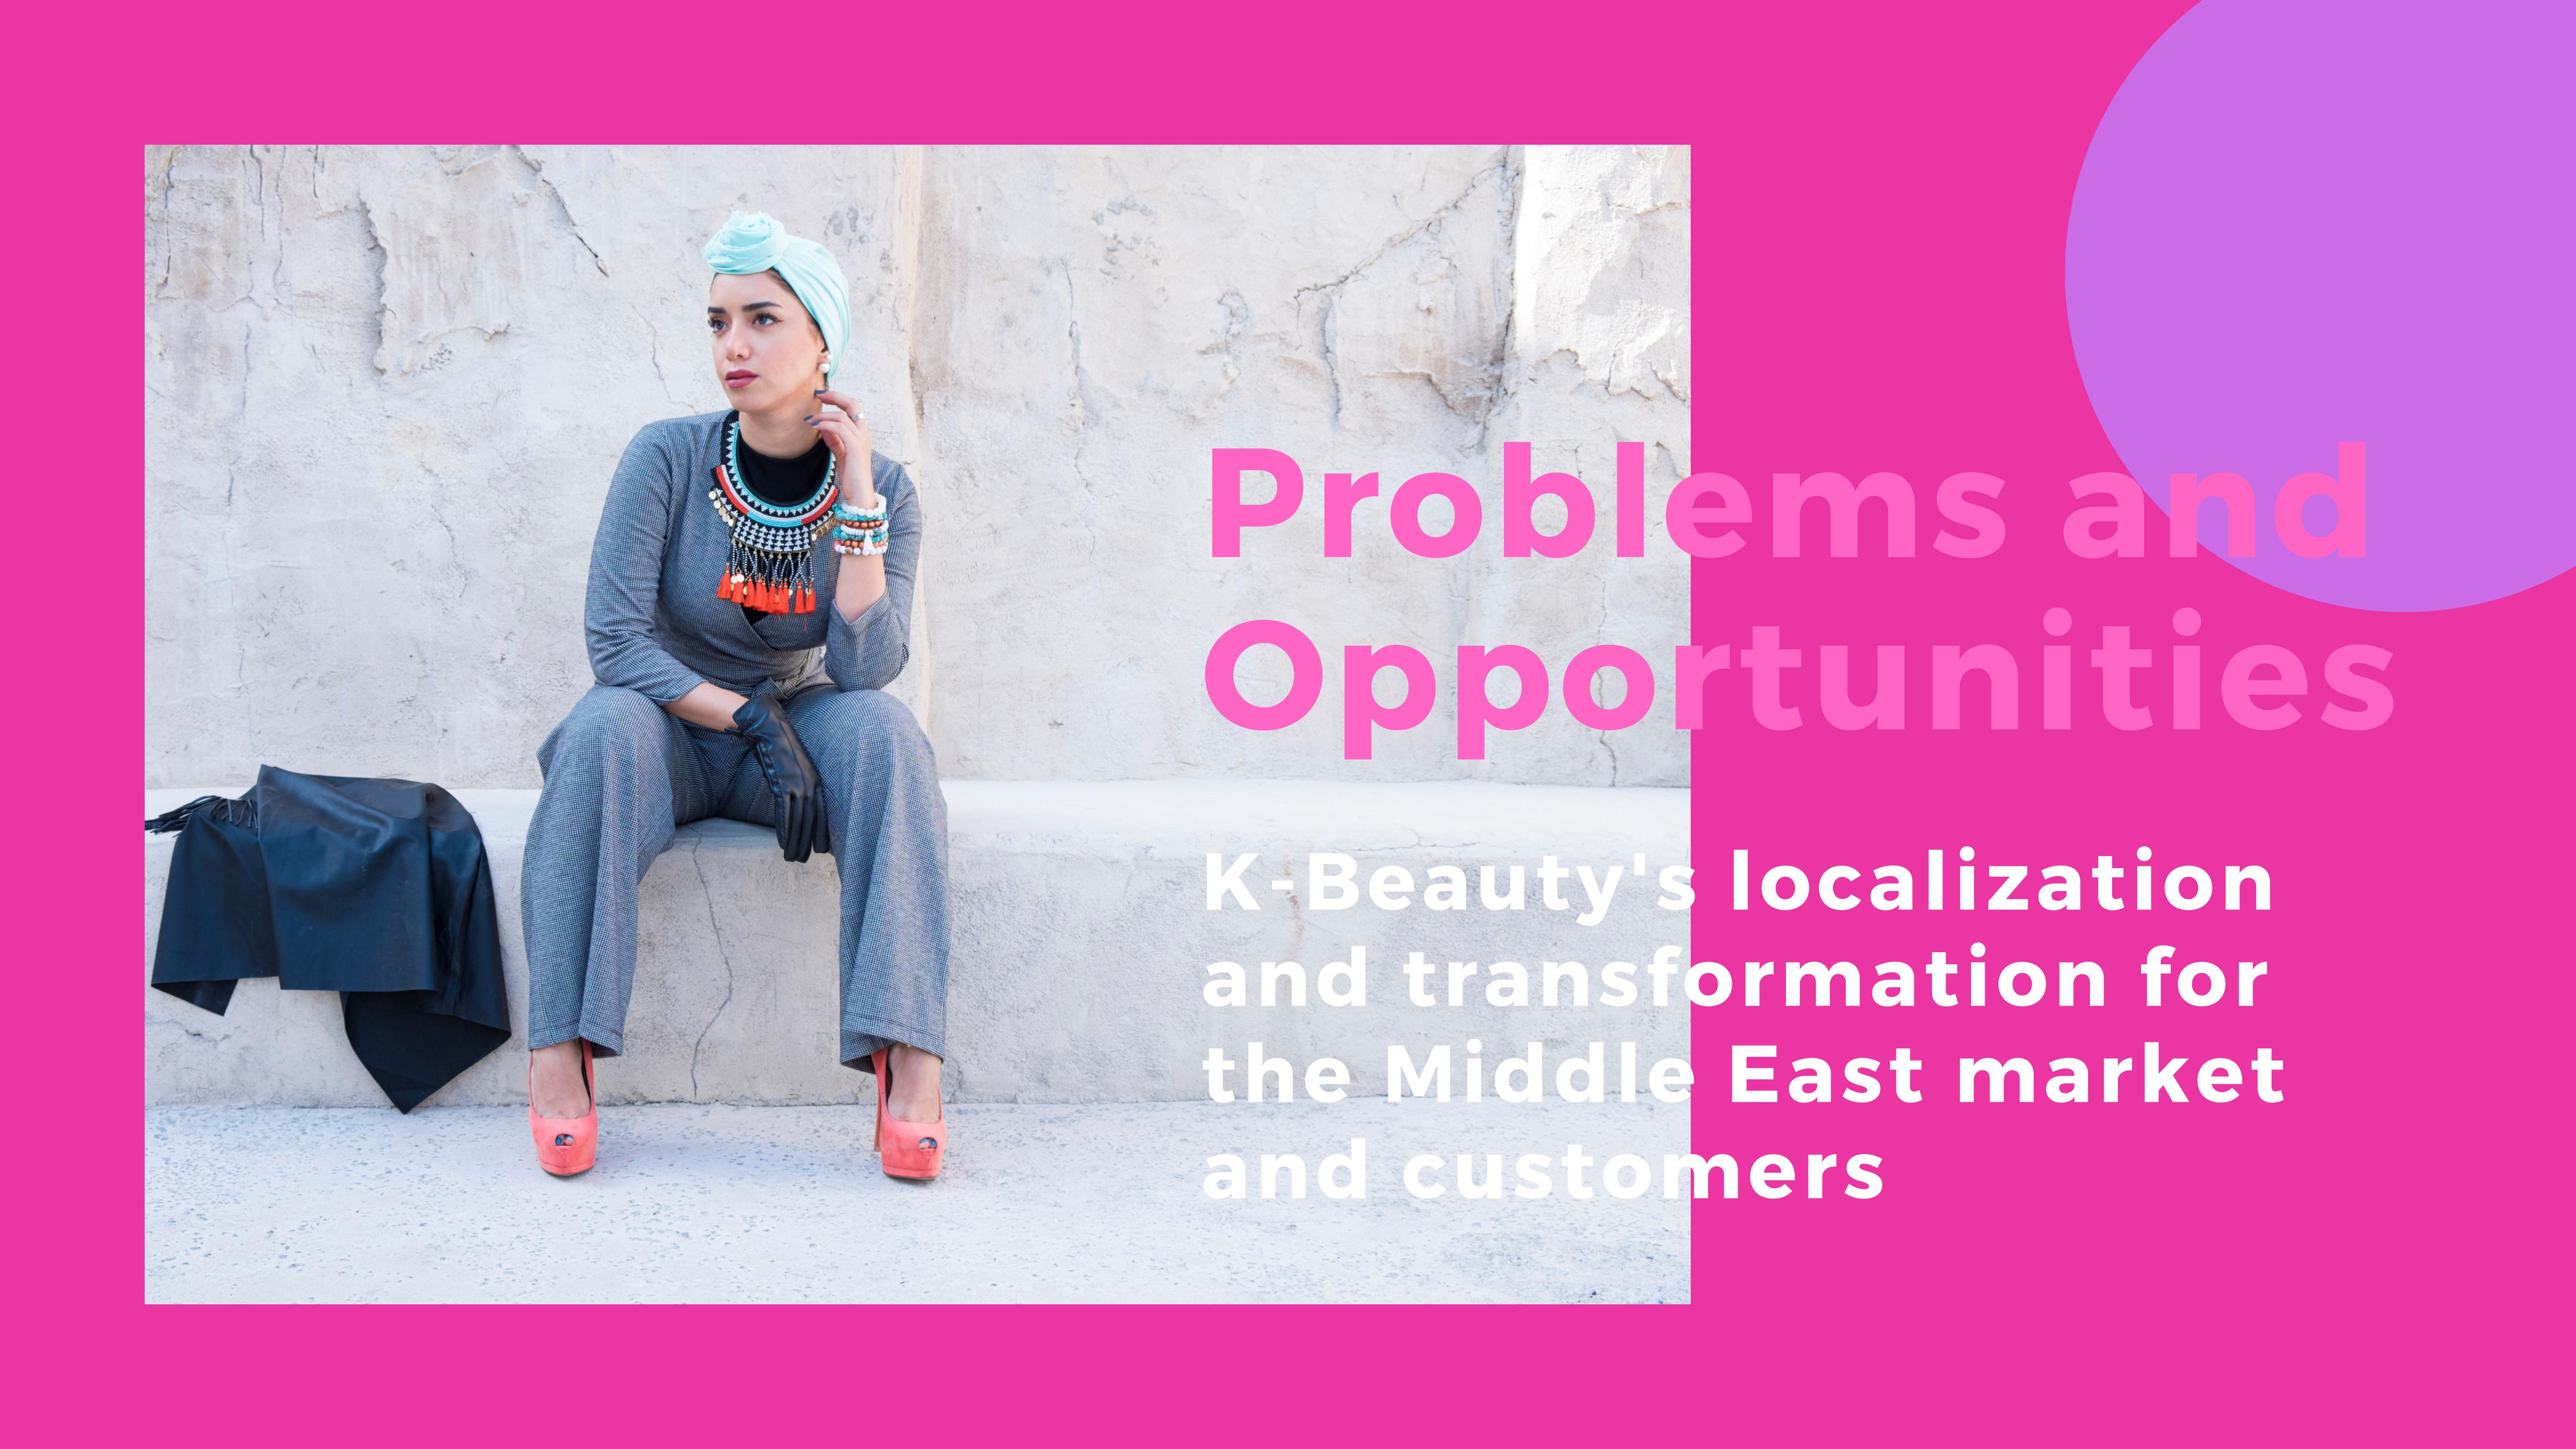 Problems and
Opportunities
K-Beauty's localization
and transformation for
the Middle East market
and customers